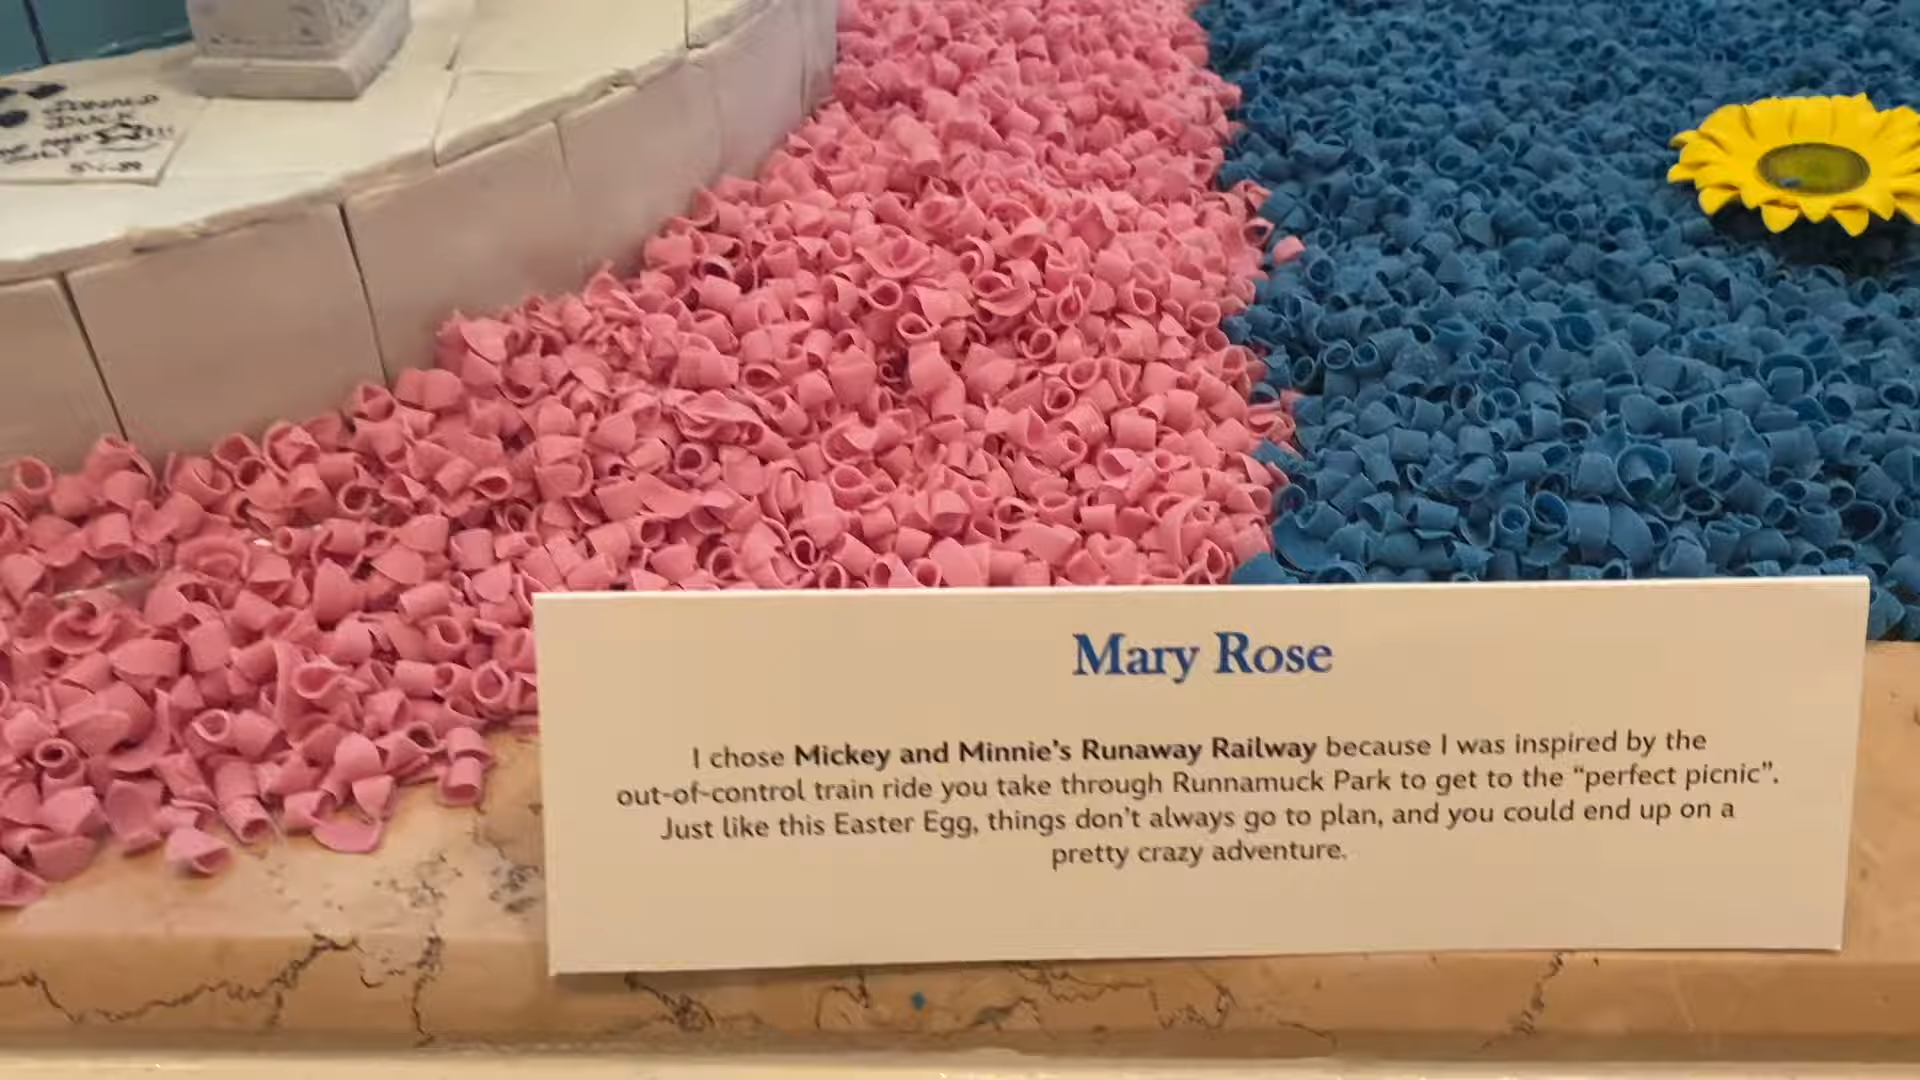 DONALD
DUCK
Mary Rose
I chose Mickey and Minnie's Runaway Railway because I was inspired by the
out-of-control train ride you take through Runnamuck Park to get to the “perfect picnic”.
Just like this Easter Egg, things don't always go to plan, and you could end up on a
pretty crazy adventure.